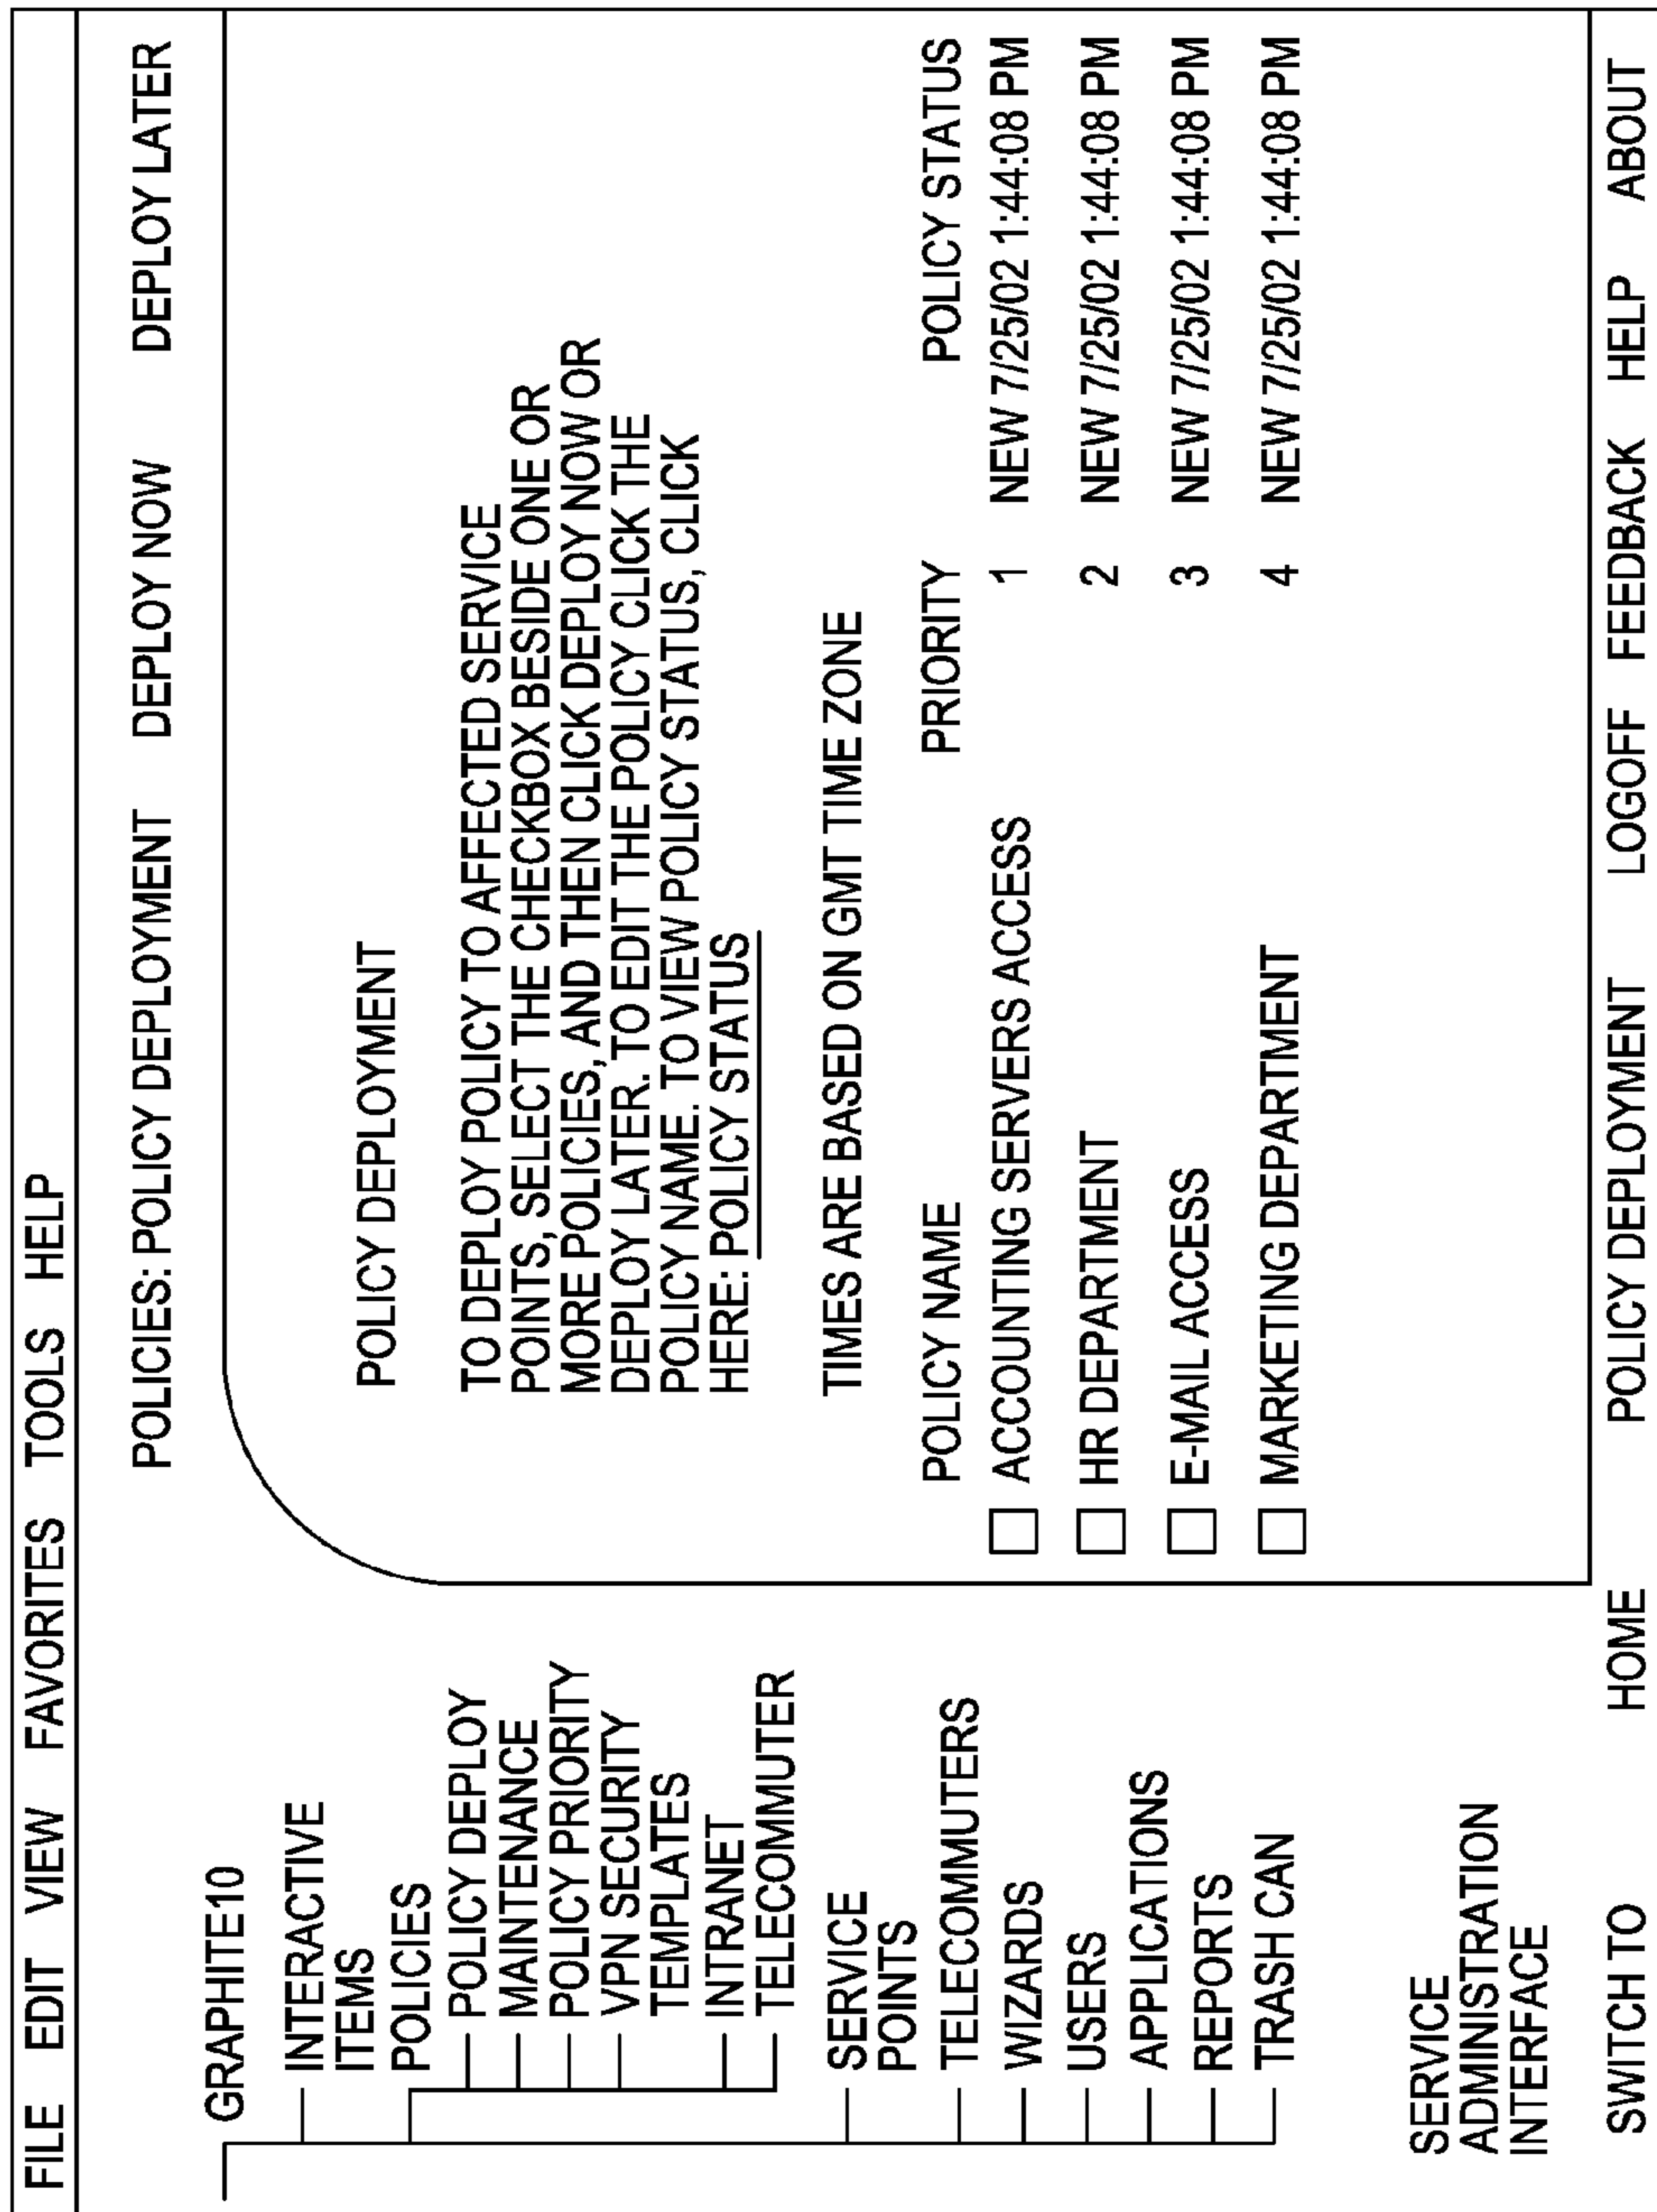 FILE EDIT VIEW FAVORITES TOOLS HELP
POLICIES: POLICY DEPLOYMENT DEPLOY NOW DEPLOY LATER
GRAPHITE10
INTERACTIVE
ITEMS
POLICIES
POLICY DEPLOY
MAINTENANCE
POLICY PRIORITY
VPN SECURITY
TEMPLATES
INTRANET
TELECOMMUTER
SERVICE
POINTS
TELECOMMUTERS
WIZARDS
USERS
APPLICATIONS
REPORTS
TRASH CAN
SERVICE
ADMINISTRATION
INTERFACE
POLICY DEPLOYMENT
TO DEPLOY POLICY TO AFFECTED SERVICE
POINTS, SELECT THE CHECKBOX BESIDE ONE OR
MORE POLICIES, AND THEN CLICK DEPLOY NOW OR
DEPLOY LATER. TO EDIT THE POLICY CLICK THE
POLICY NAME. TO VIEW POLICY STATUS, CLICK
HERE: POLICY STATUS
TIMES ARE BASED ON GMT TIME ZONE
POLICY NAME PRIORITY POLICY STATUS
ACCOUNTING SERVERS ACCESS 1 NEW 7/25/02 1:44:08 PM
HR DEPARTMENT 2 NEW 7/25/02 1:44:08 PM
E-MAIL ACCESS 3 NEW 7/25/02 1:44:08 PM
MARKETING DEPARTMENT 4 NEW 7/25/02 1:44:08 PM
SWITCH TO HOME POLICY DEPLOYMENT LOGOFF FEEDBACK HELP ABOUT